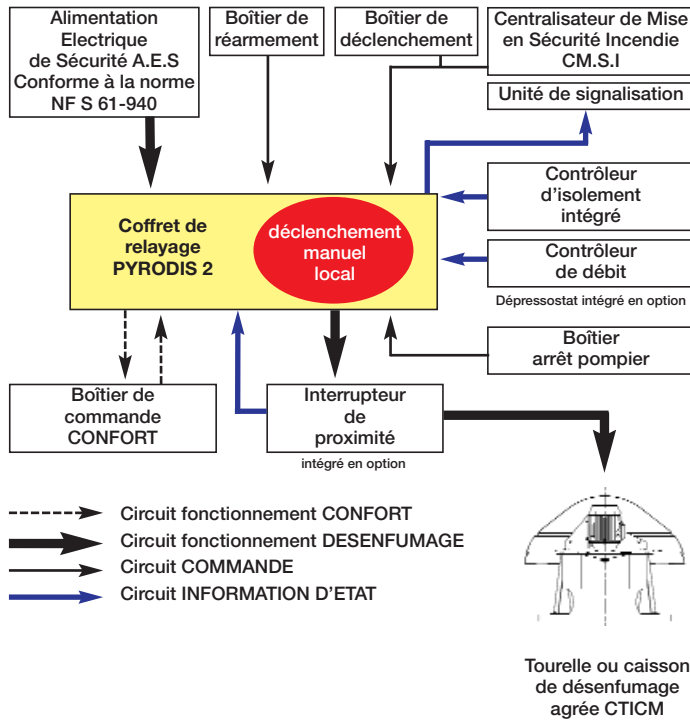 Alimentation
Electrique
de Sécurité A.E.S
Conforme à la norme
NF S 61-940
Boîtier de
réarmement
Boîtier de
déclenchement
Centralisateur de Mise
en Sécurité Incendie
CM.S.I
Unité de signalisation
Coffret de
relayage
PYRODIS 2
déclenchement
manuel
local
Contrôleur
d'isolement
intégré
Contrôleur
de débit
Dépressostat intégré en option
Boîtier
arrêt pompier
Boîtier de
commande
CONFORT
Interrupteur
de
proximité
intégré en option
Circuit fonctionnement CONFORT
Circuit fonctionnement DESENFUMAGE
Circuit COMMANDE
Circuit INFORMATION D'ETAT
Tourelle ou caisson
de désenfumage
agrée CTICM